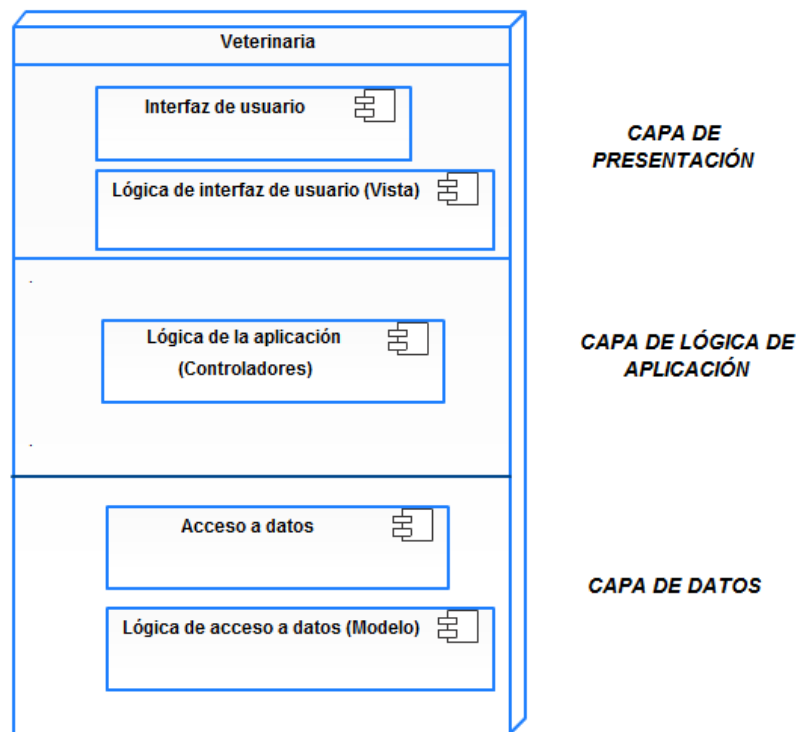 Veterinaria
Interfaz de usuario
Lógica de interfaz de usuario (Vista)
CAPA DE
PRESENTACIÓN
Lógica de la aplicación
(Controladores)
CAPA DE LÓGICA DE
APLICACIÓN
Acceso a datos
Lógica de acceso a datos (Modelo)
CAPA DE DATOS